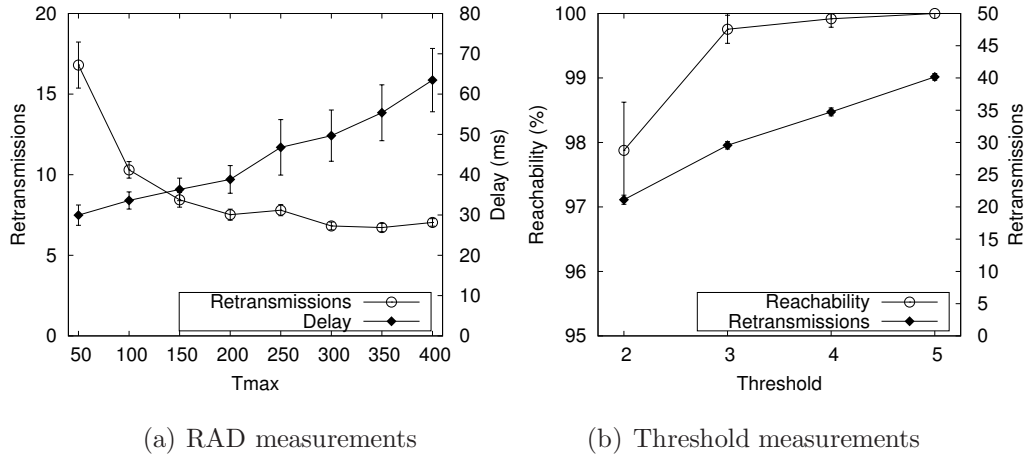 20
15
10
5
0
Retransmissions
80
70
60
50
40
30
20
10
0
Delay (ms)
50 100 150 200 250 300 350 400
Tmax
Retransmissions
Delay
(a) RAD measurements
100
99
98
97
96
95
Reachability (%)
50
45
40
35
30
25
20
15
10
5
0
Retransmissions
2 3 4 5
Threshold
Reachability
Retransmissions
(b) Threshold measurements